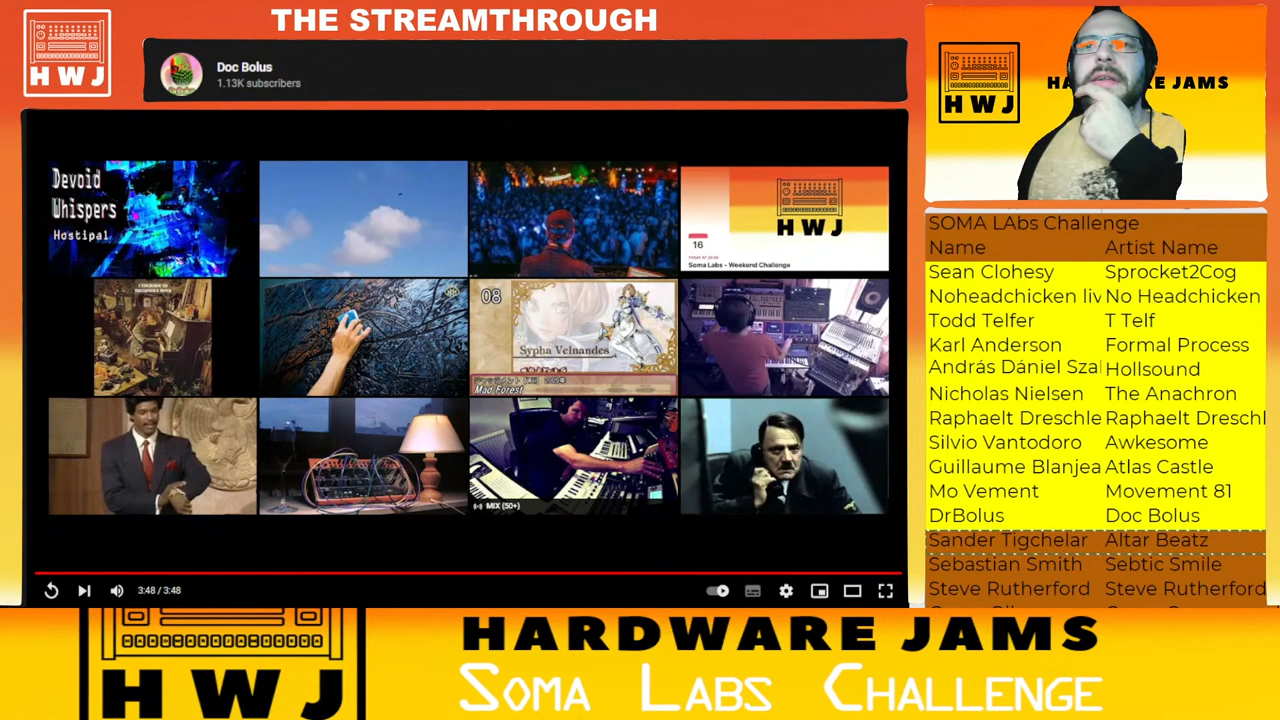 THE STREAMTHROUGH
HWJ
Doc Bolus
1.13K subscribers
HWJ
HARDWARE JAMS
Devoid
Whispers
Hostipal
HWJ
16
Soma Labs - Weekend Challenge
08
Sypha Velnandes
Mad Forest
MIX (50+)
3:48 / 3:48
SOMA LAbs Challenge
Name Artist Name
Sean Clohesy Sprocket2Cog
Noheadchicken liv No Headchicken
Todd Telfer T Telf
Karl Anderson Formal Process
András Dániel Sza Hollsound
Nicholas Nielsen The Anachron
Raphaelt Dreschle Raphaelt Dreschl
Silvio Vantodoro Awkesome
Guillaume Blanjea Atlas Castle
Mo Vement Movement 81
DrBolus Doc Bolus
Sander Tigchelar Altar Beatz
Sebastian Smith Sebtic Smile
Steve Rutherford Steve Rutherford
HWJ
HARDWARE JAMS
SOMA LABS CHALLENGE